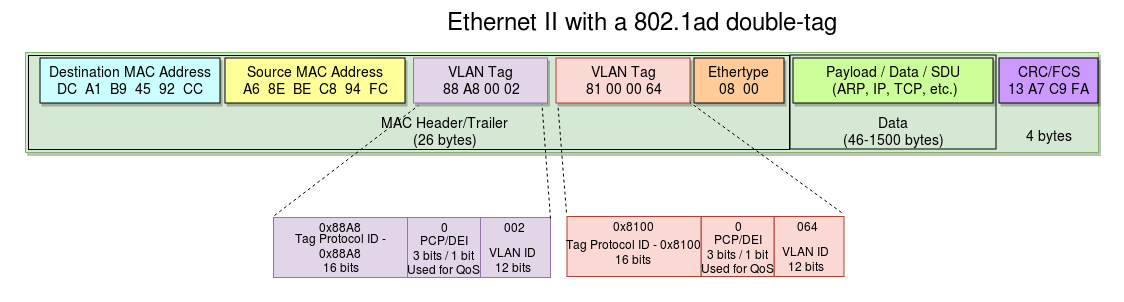 Ethernet II with a 802.1ad double-tag
Destination MAC Address
DC A1 B9 45 92 CC
Source MAC Address
A6 8E BE C8 94 FC
VLAN Tag
88 A8 00 02
VLAN Tag
81 00 00 64
Ethertype
08 00
Payload / Data / SDU
(ARP, IP, TCP, etc.)
CRC/FCS
13 A7 C9 FA
MAC Header/Trailer
(26 bytes)
Data
(46-1500 bytes)
4 bytes
0x88A8
Tag Protocol ID -
0x88A8
16 bits
0
PCP/DEI
3 bits / 1 bit
Used for QoS
002
VLAN ID
12 bits
0x8100
Tag Protocol ID - 0x8100
16 bits
0
PCP/DEI
3 bits / 1 bit
Used for QoS
064
VLAN ID
12 bits